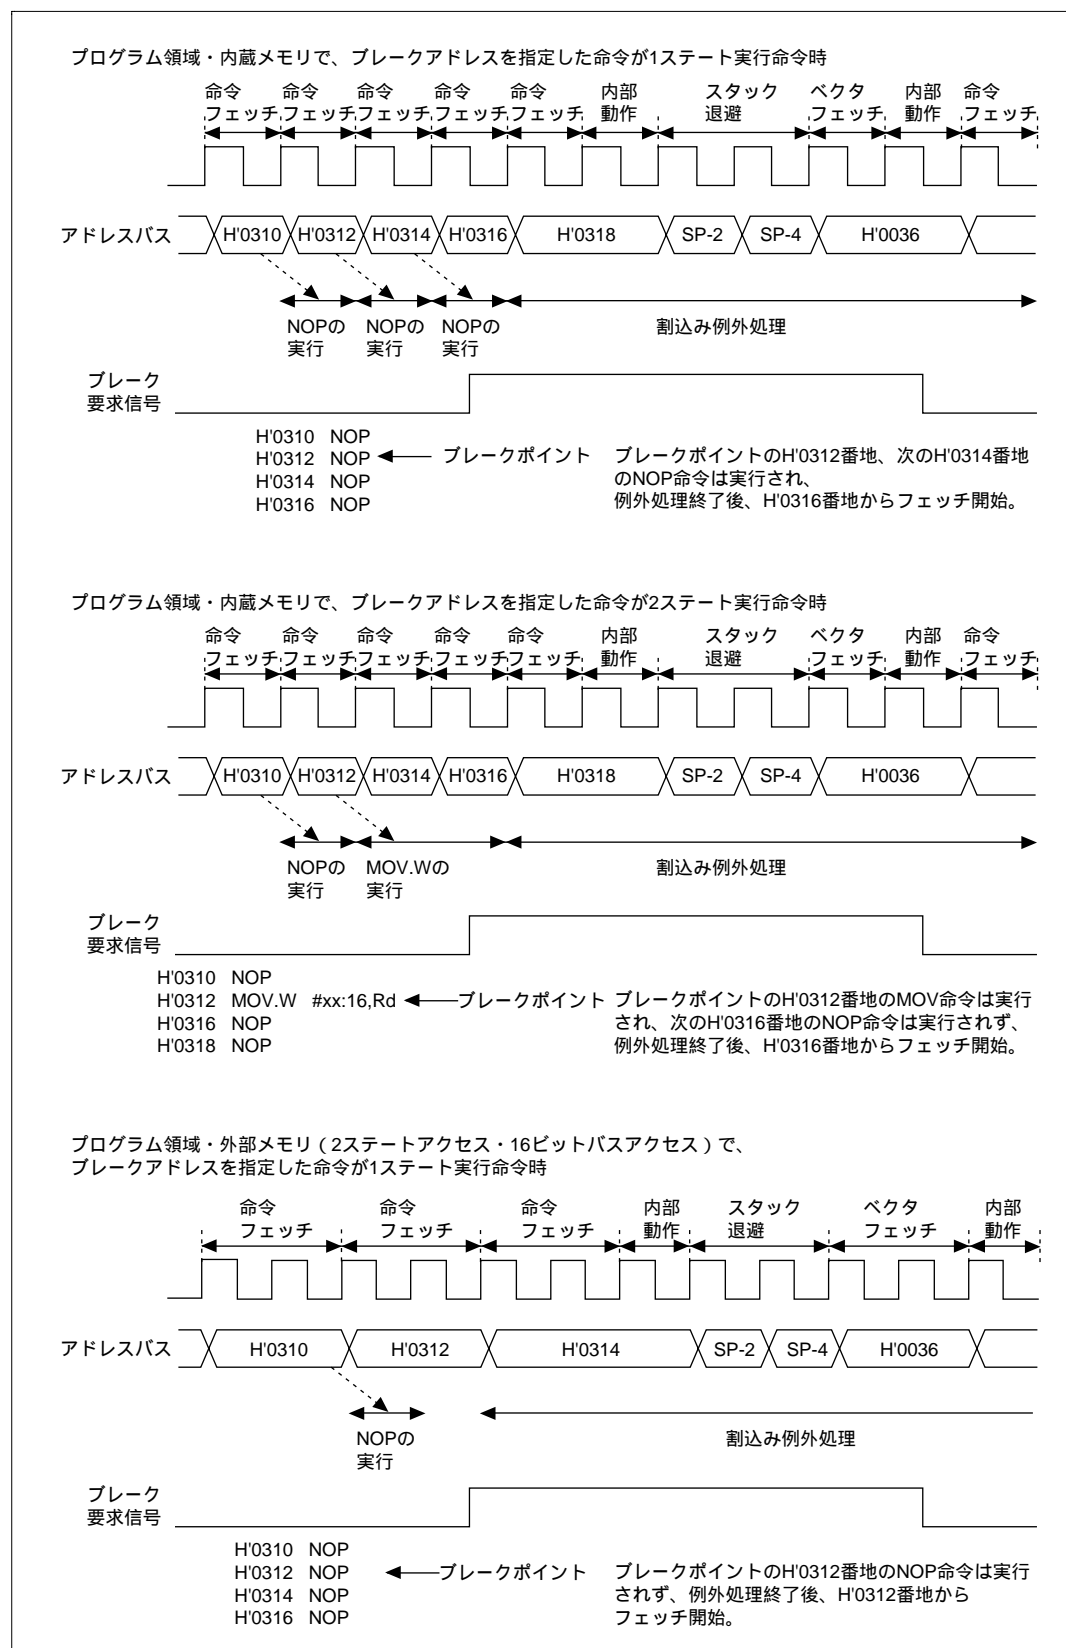 プログラム領域・内蔵メモリで、ブレークアドレスを指定した命令が1ステート実行命令時
命令 命令 命令 命令 命令 内部 スタック ベクタ 内部 命令
フェッチ フェッチ フェッチ フェッチ フェッチ 動作 退避 フェッチ 動作 フェッチ
アドレスバス H'0310 H'0312 H'0314 H'0316 H'0318 SP-2 SP-4 H'0036
NOPの NOPの NOPの 割込み例外処理
実行 実行 実行
ブレーク
要求信号
H'0310 NOP
H'0312 NOP ブレークポイント ブレークポイントのH'0312番地、次のH'0314番地
H'0314 NOP のNOP命令は実行され、
H'0316 NOP 例外処理終了後、H'0316番地からフェッチ開始。
プログラム領域・内蔵メモリで、ブレークアドレスを指定した命令が2ステート実行命令時
命令 命令 命令 命令 命令 内部 スタック ベクタ 内部 命令
フェッチ フェッチ フェッチ フェッチ フェッチ 動作 退避 フェッチ 動作 フェッチ
アドレスバス H'0310 H'0312 H'0314 H'0316 H'0318 SP-2 SP-4 H'0036
NOPの MOV.Wの 割込み例外処理
実行 実行
ブレーク
要求信号
H'0310 NOP
H'0312 MOV.W #xx:16,Rd ブレークポイント ブレークポイントのH'0312番地のMOV命令は実行
H'0316 NOP され、次のH'0316番地のNOP命令は実行されず、
H'0318 NOP 例外処理終了後、H'0316番地からフェッチ開始。
プログラム領域・外部メモリ(2ステートアクセス・16ビットバスアクセス)で、
ブレークアドレスを指定した命令が1ステート実行命令時
命令 命令 命令 内部 スタック ベクタ 内部
フェッチ フェッチ フェッチ 動作 退避 フェッチ 動作
アドレスバス H'0310 H'0312 H'0314 SP-2 SP-4 H'0036
NOPの 割込み例外処理
実行
ブレーク
要求信号
H'0310 NOP
H'0312 NOP ブレークポイント ブレークポイントのH'0312番地のNOP命令は実行
H'0314 NOP されず、例外処理終了後、H'0312番地から
H'0316 NOP フェッチ開始。